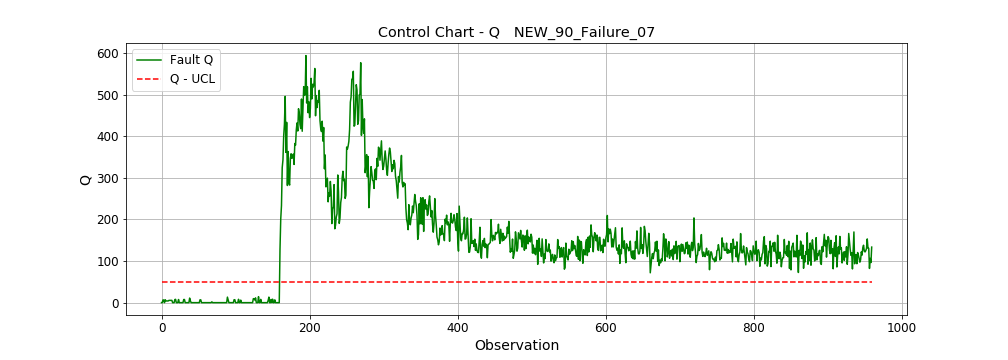 Control Chart - Q   NEW_90_Failure_07
Fault Q
Q - UCL
600
500
400
300
200
100
0
Q
0 200 400 600 800 1000
Observation